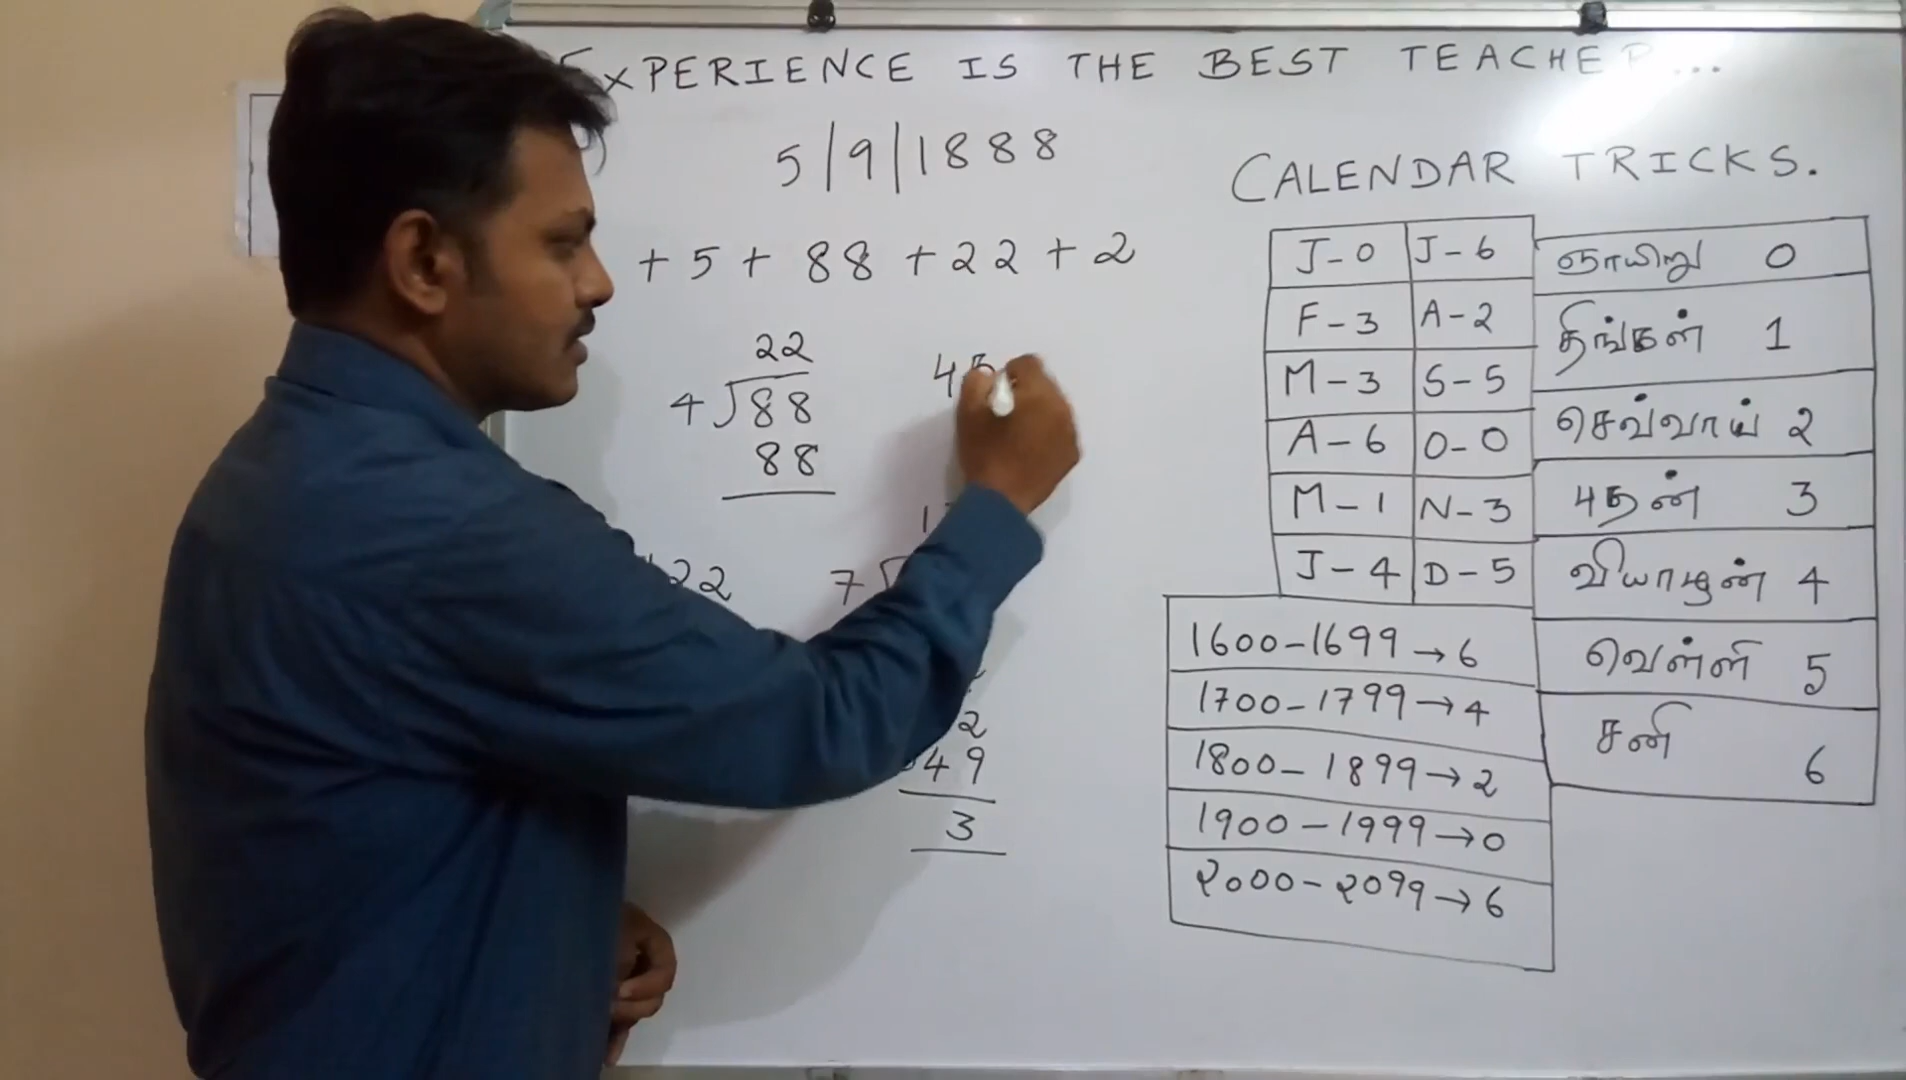 EXPERIENCE IS THE BEST TEACHER...
5/9/1888
+ 5 + 88 + 22 + 2
22
4 88
88
45
22
7
2
49
3
CALENDAR TRICKS.
J-0 J-6
F-3 A-2
M-3 S-5
A-6 O-0
M-1 N-3
J-4 D-5
ஞாயிறு 0
திங்கள் 1
செவ்வாய் 2
புதன் 3
வியாழன் 4
வெள்ளி 5
சனி 6
1600-1699→6
1700-1799→4
1800-1899→2
1900-1999→0
2000-2099→6